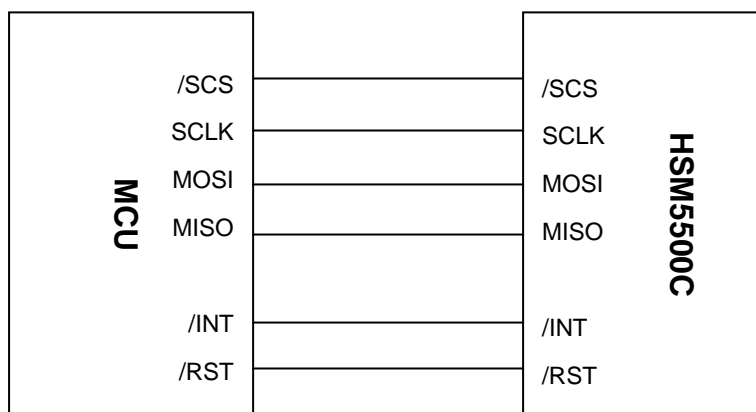 /SCS
SCLK
MOSI
MISO
/INT
/RST
MCU
/SCS
SCLK
MOSI
MISO
/INT
/RST
HSM5500C